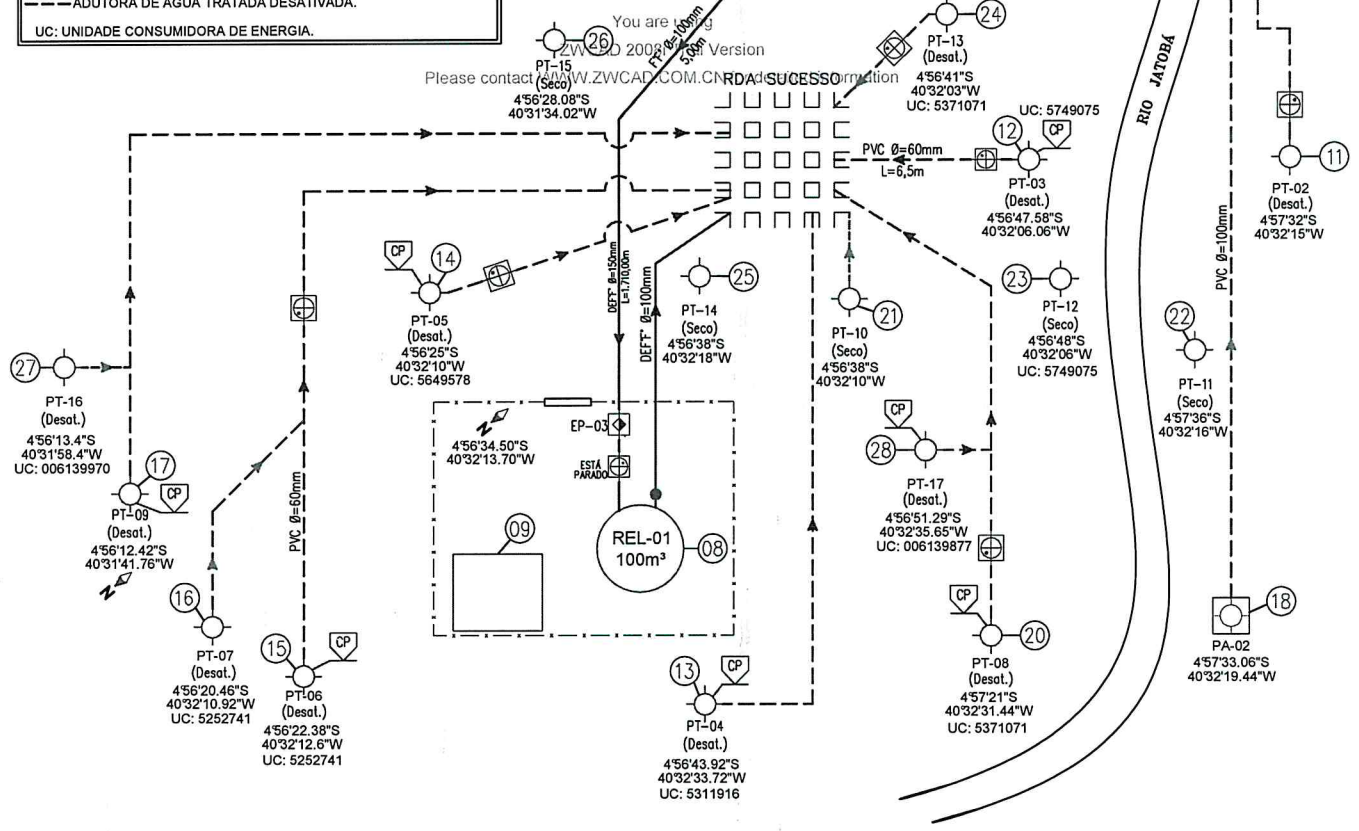 ADUTORA DE ÁGUA TRATADA DESATIVADA.
UC: UNIDADE CONSUMIDORA DE ENERGIA.
You are using
ZWCAD 2008 Trial Version
Please contact WWW.ZWCAD.COM.CN
26
PT-15
(Seco)
4°56'28.08"S
40°31'34.02"W
FºFº Ø=100mm
5,00m
RDA SUCESSO
24
PT-13
(Desat.)
4°56'41"S
40°32'03"W
UC: 5371071
UC: 5749075
12
CP
PVC Ø=60mm
L=6,5m
PT-03
(Desat.)
4°56'47.58"S
40°32'06.06"W
RIO JATOBÁ
11
PT-02
(Desat.)
4°57'32"S
40°32'15"W
PVC Ø=100mm
CP
14
PT-05
(Desat.)
4°56'25"S
40°32'10"W
UC: 5649578
DEFºFº Ø=150mm
L=1.710,00m
DEFºFº Ø=100mm
25
PT-14
(Seco)
4°56'38"S
40°32'18"W
21
PT-10
(Seco)
4°56'38"S
40°32'10"W
23
PT-12
(Seco)
4°56'48"S
40°32'06"W
UC: 5749075
22
PT-11
(Seco)
4°57'36"S
40°32'16"W
27
PT-16
(Desat.)
4°56'13.4"S
40°31'58.4"W
UC: 006139970
17
CP
PT-09
(Desat.)
4°56'12.42"S
40°31'41.76"W
N
PVC Ø=60mm
N
4°56'34.50"S
40°32'13.70"W
EP-03
ESTÁ
PARADO
09
REL-01
100m³
08
CP
28
PT-17
(Desat.)
4°56'51.29"S
40°32'35.65"W
UC: 006139877
16
PT-07
(Desat.)
4°56'20.46"S
40°32'10.92"W
UC: 5252741
15
CP
PT-06
(Desat.)
4°56'22.38"S
40°32'12.6"W
UC: 5252741
13
CP
PT-04
(Desat.)
4°56'43.92"S
40°32'33.72"W
UC: 5311916
CP
20
PT-08
(Desat.)
4°57'21"S
40°32'31.44"W
UC: 5371071
18
PA-02
4°57'33.06"S
40°32'19.44"W